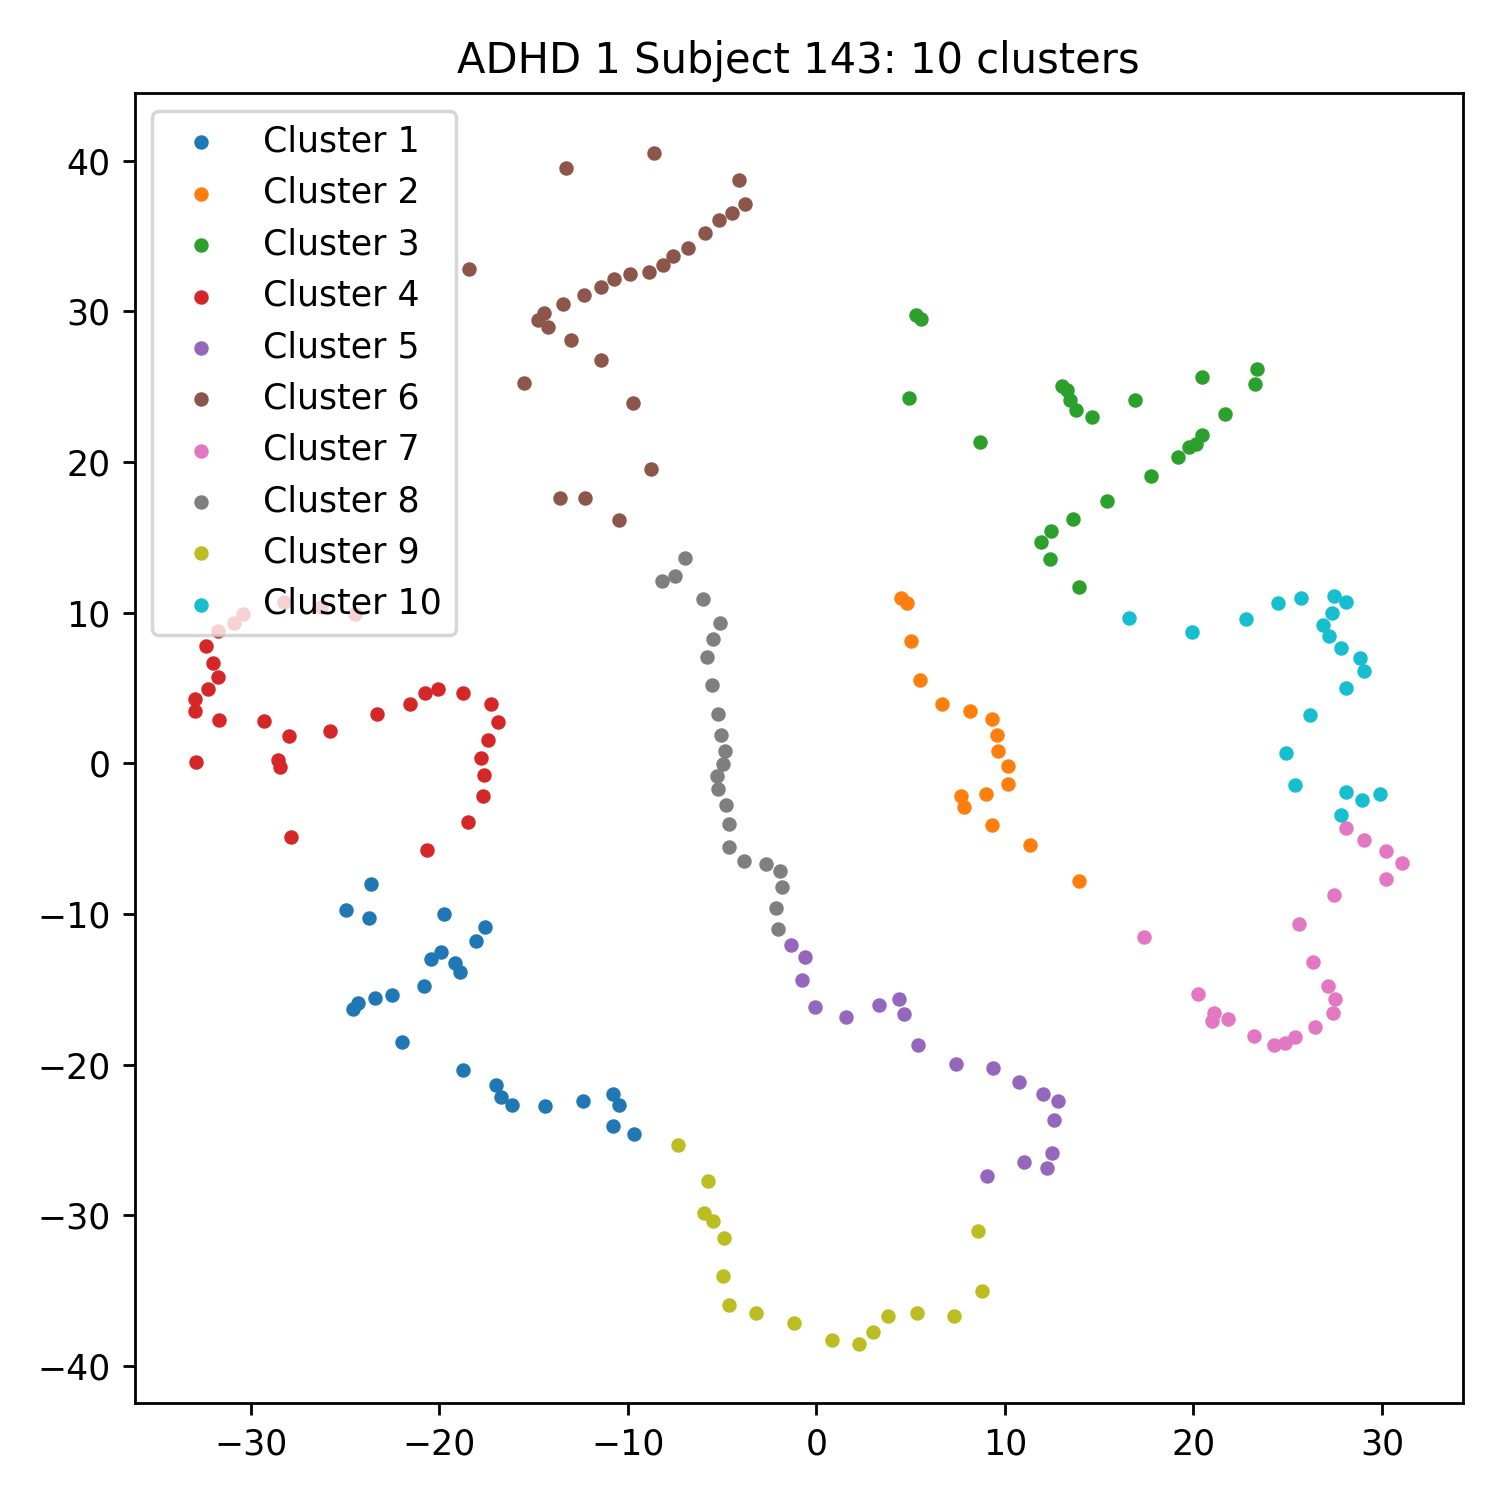 ADHD 1 Subject 143: 10 clusters
Cluster 1
Cluster 2
Cluster 3
Cluster 4
Cluster 5
Cluster 6
Cluster 7
Cluster 8
Cluster 9
Cluster 10
40
30
20
10
0
−10
−20
−30
−40
−30
−20
−10
0
10
20
30